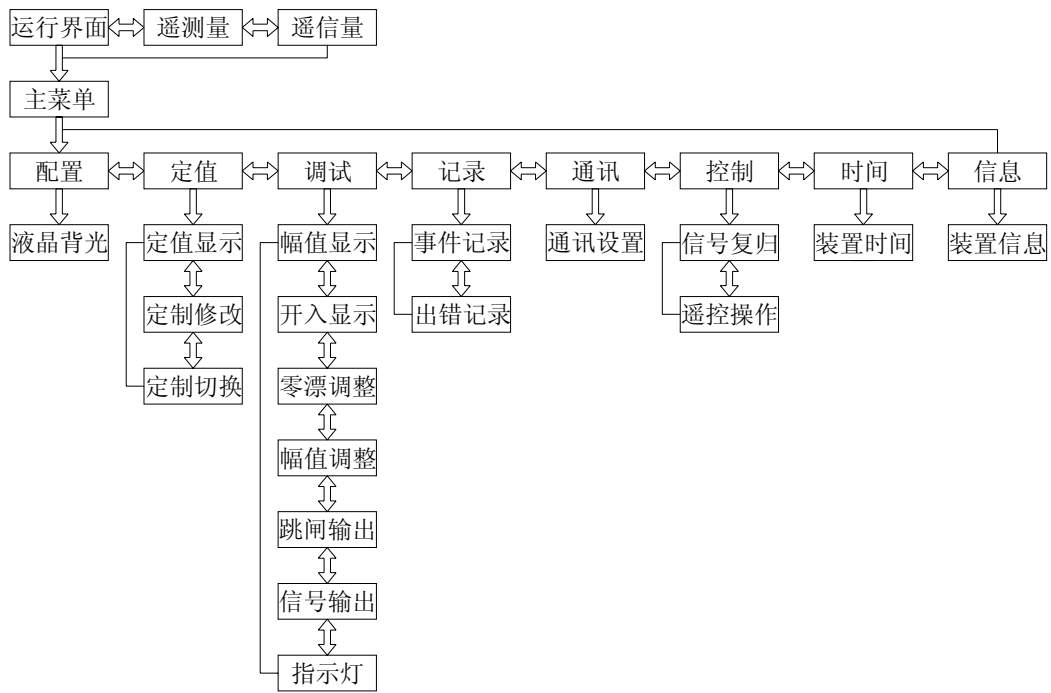 运行界面 遥测量 遥信量
主菜单
配置 定值 调试 记录 通讯 控制 时间 信息
液晶背光 定值显示 幅值显示 事件记录 通讯设置 信号复归 装置时间 装置信息
定制修改 开入显示 出错记录 遥控操作
定制切换 零漂调整
幅值调整
跳闸输出
信号输出
指示灯